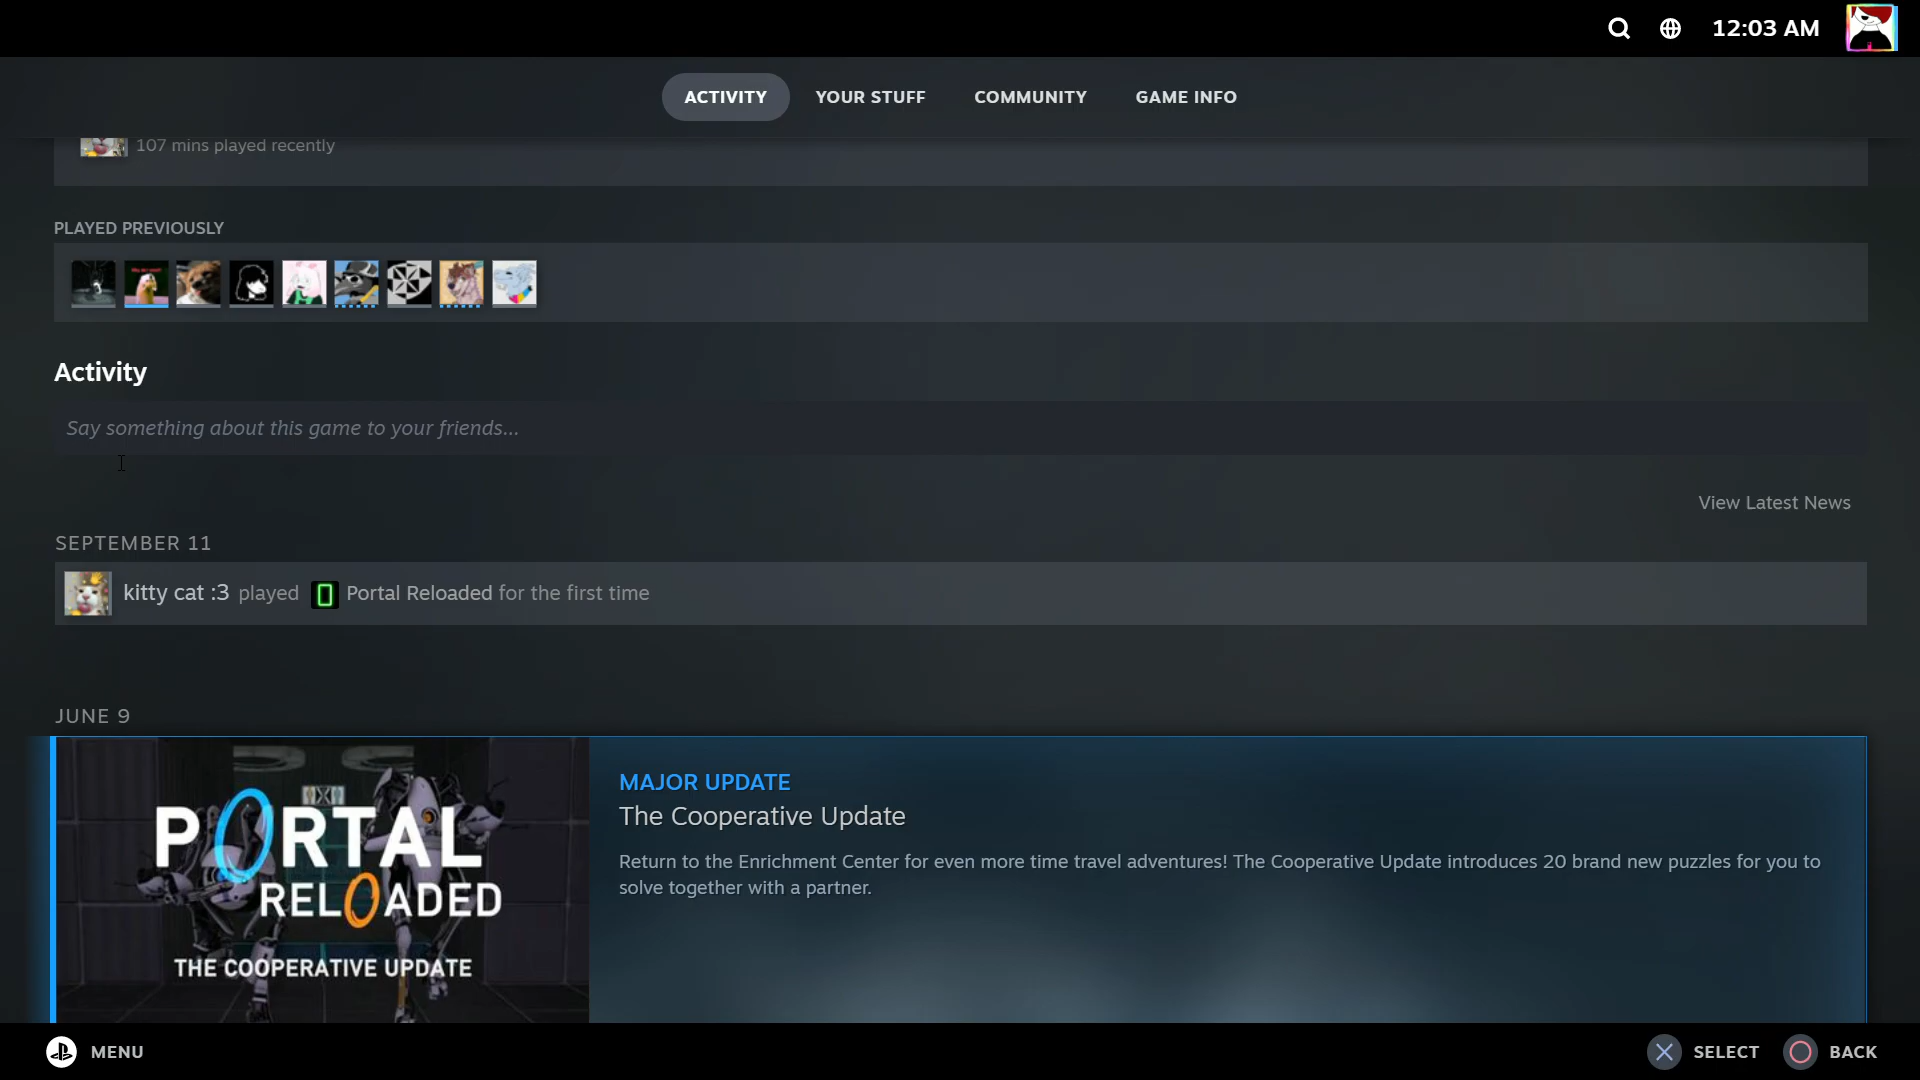 12:03 AM
ACTIVITY
YOUR STUFF
COMMUNITY
GAME INFO
107 mins played recently
PLAYED PREVIOUSLY
Activity
Say something about this game to your friends...
View Latest News
SEPTEMBER 11
kitty cat :3 played Portal Reloaded for the first time
JUNE 9
PORTAL
RELOADED
THE COOPERATIVE UPDATE
MAJOR UPDATE
The Cooperative Update
Return to the Enrichment Center for even more time travel adventures! The Cooperative Update introduces 20 brand new puzzles for you to
solve together with a partner.
MENU
SELECT
BACK